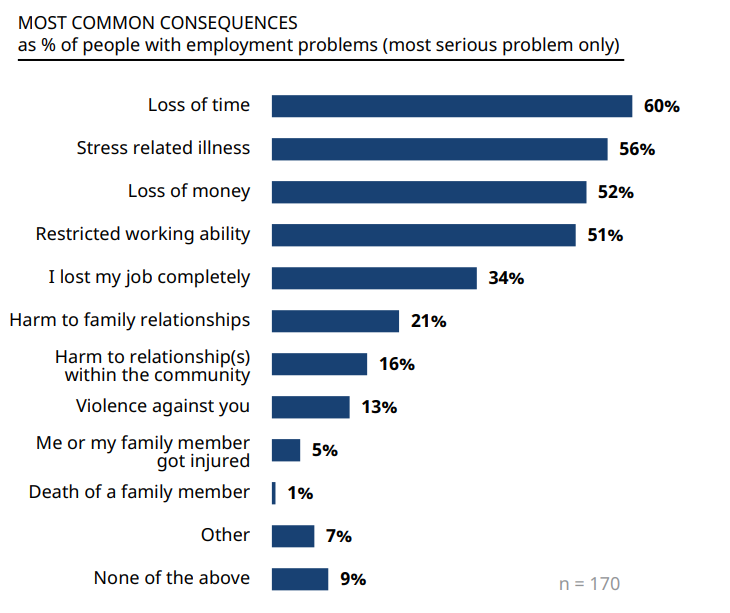 MOST COMMON CONSEQUENCES
as % of people with employment problems (most serious problem only)
Loss of time 60%
Stress related illness 56%
Loss of money 52%
Restricted working ability 51%
I lost my job completely 34%
Harm to family relationships 21%
Harm to relationship(s)
within the community 16%
Violence against you 13%
Me or my family member
got injured 5%
Death of a family member 1%
Other 7%
None of the above 9%
n = 170